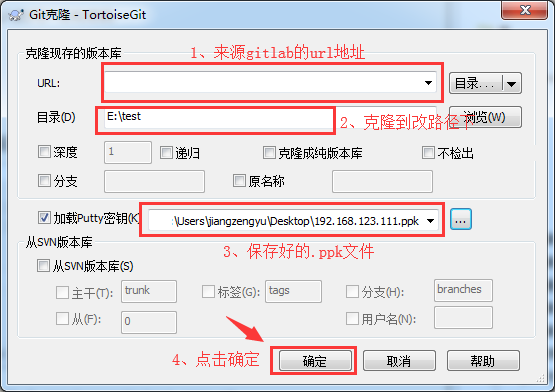 Git克隆 - TortoiseGit
克隆现存的版本库
1、来源gitlab的url地址
URL:
目录...
目录(D)
E:\test
2、克隆到改路径下
浏览(W)
深度
1
递归
克隆成纯版本库
不检出
分支
原名称
加载Putty密钥(K)
:\Users\jiangzengyu\Desktop\192.168.123.111.ppk
...
3、保存好的.ppk文件
从SVN版本库
从SVN版本库(S)
主干(T):
trunk
标签(G):
tags
分支(H):
branches
从(F):
0
用户名(N):
4、点击确定
确定
取消
帮助